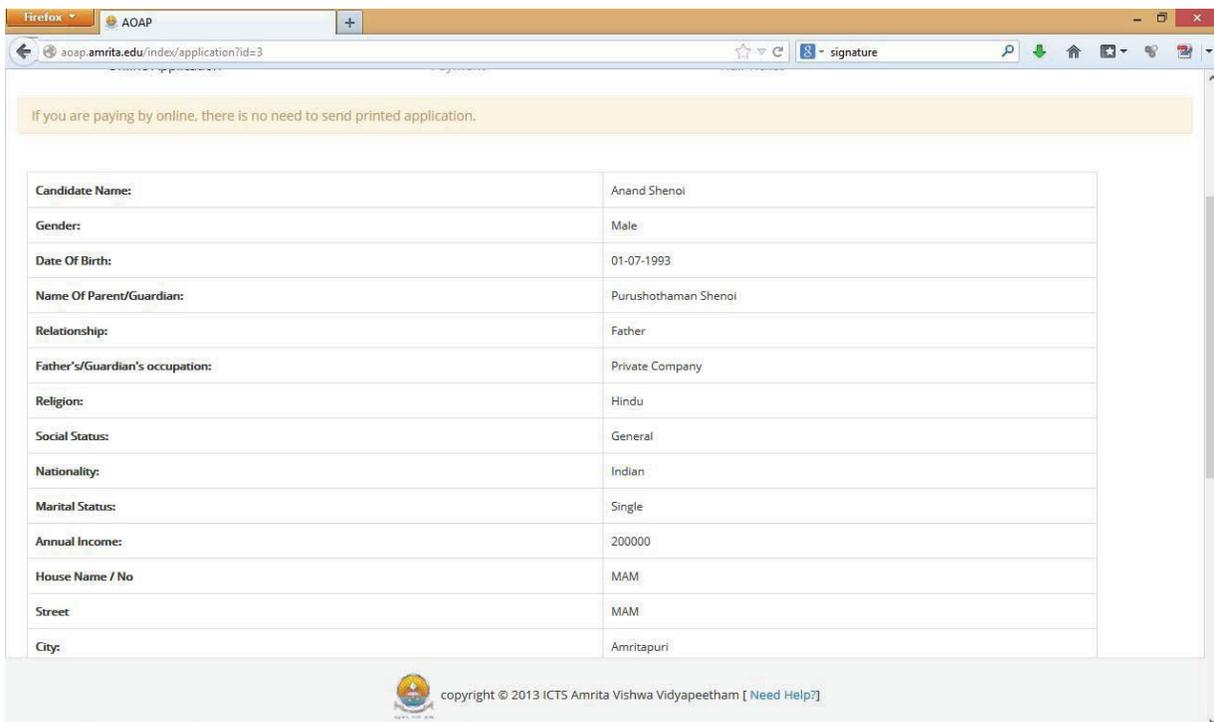 Firefox
AOAP
aoap.amrita.edu/index/application?id=3
signature
If you are paying by online, there is no need to send printed application.
Candidate Name: Anand Shenoi
Gender: Male
Date Of Birth: 01-07-1993
Name Of Parent/Guardian: Purushothaman Shenoi
Relationship: Father
Father's/Guardian's occupation: Private Company
Religion: Hindu
Social Status: General
Nationality: Indian
Marital Status: Single
Annual Income: 200000
House Name / No MAM
Street MAM
City: Amritapuri
copyright © 2013 ICTS Amrita Vishwa Vidyapeetham [ Need Help?]